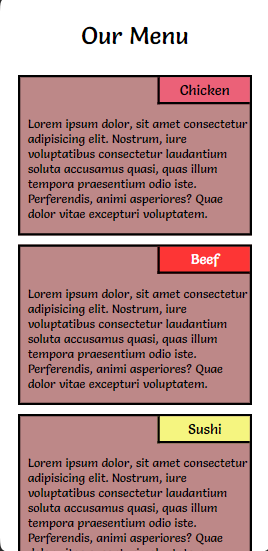 Our Menu
Chicken
Lorem ipsum dolor, sit amet consectetur
adipisicing elit. Nostrum, iure
voluptatibus consectetur laudantium
soluta accusamus quasi, quas illum
tempora praesentium odio iste.
Perferendis, animi asperiores? Quae
dolor vitae excepturi voluptatem.
Beef
Lorem ipsum dolor, sit amet consectetur
adipisicing elit. Nostrum, iure
voluptatibus consectetur laudantium
soluta accusamus quasi, quas illum
tempora praesentium odio iste.
Perferendis, animi asperiores? Quae
dolor vitae excepturi voluptatem.
Sushi
Lorem ipsum dolor, sit amet consectetur
adipisicing elit. Nostrum, iure
voluptatibus consectetur laudantium
soluta accusamus quasi, quas illum
tempora praesentium odio iste.
Perferendis, animi asperiores? Quae